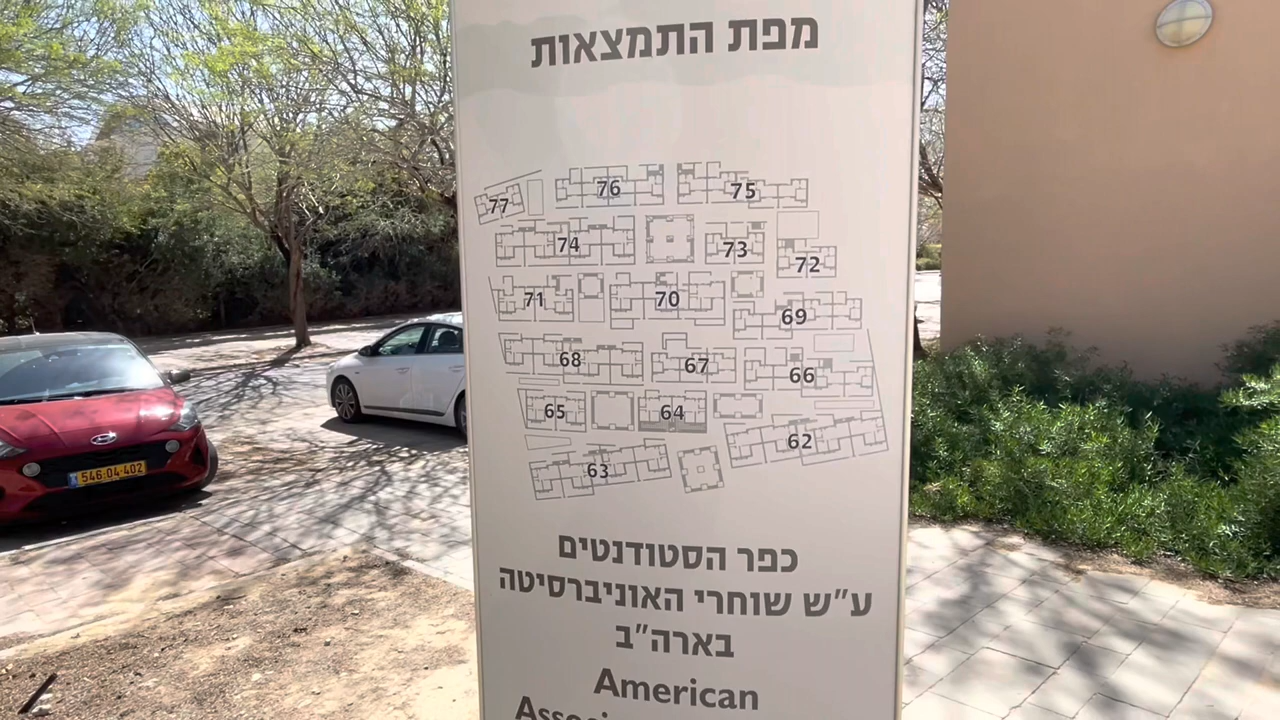 מפת התמצאות
77 76 75
74 73 72
71 70 69
68 67 66
65 64 62
63
כפר הסטודנטים
ע"ש שוחרי האוניברסיטה
בארה"ב
American
546-04-402